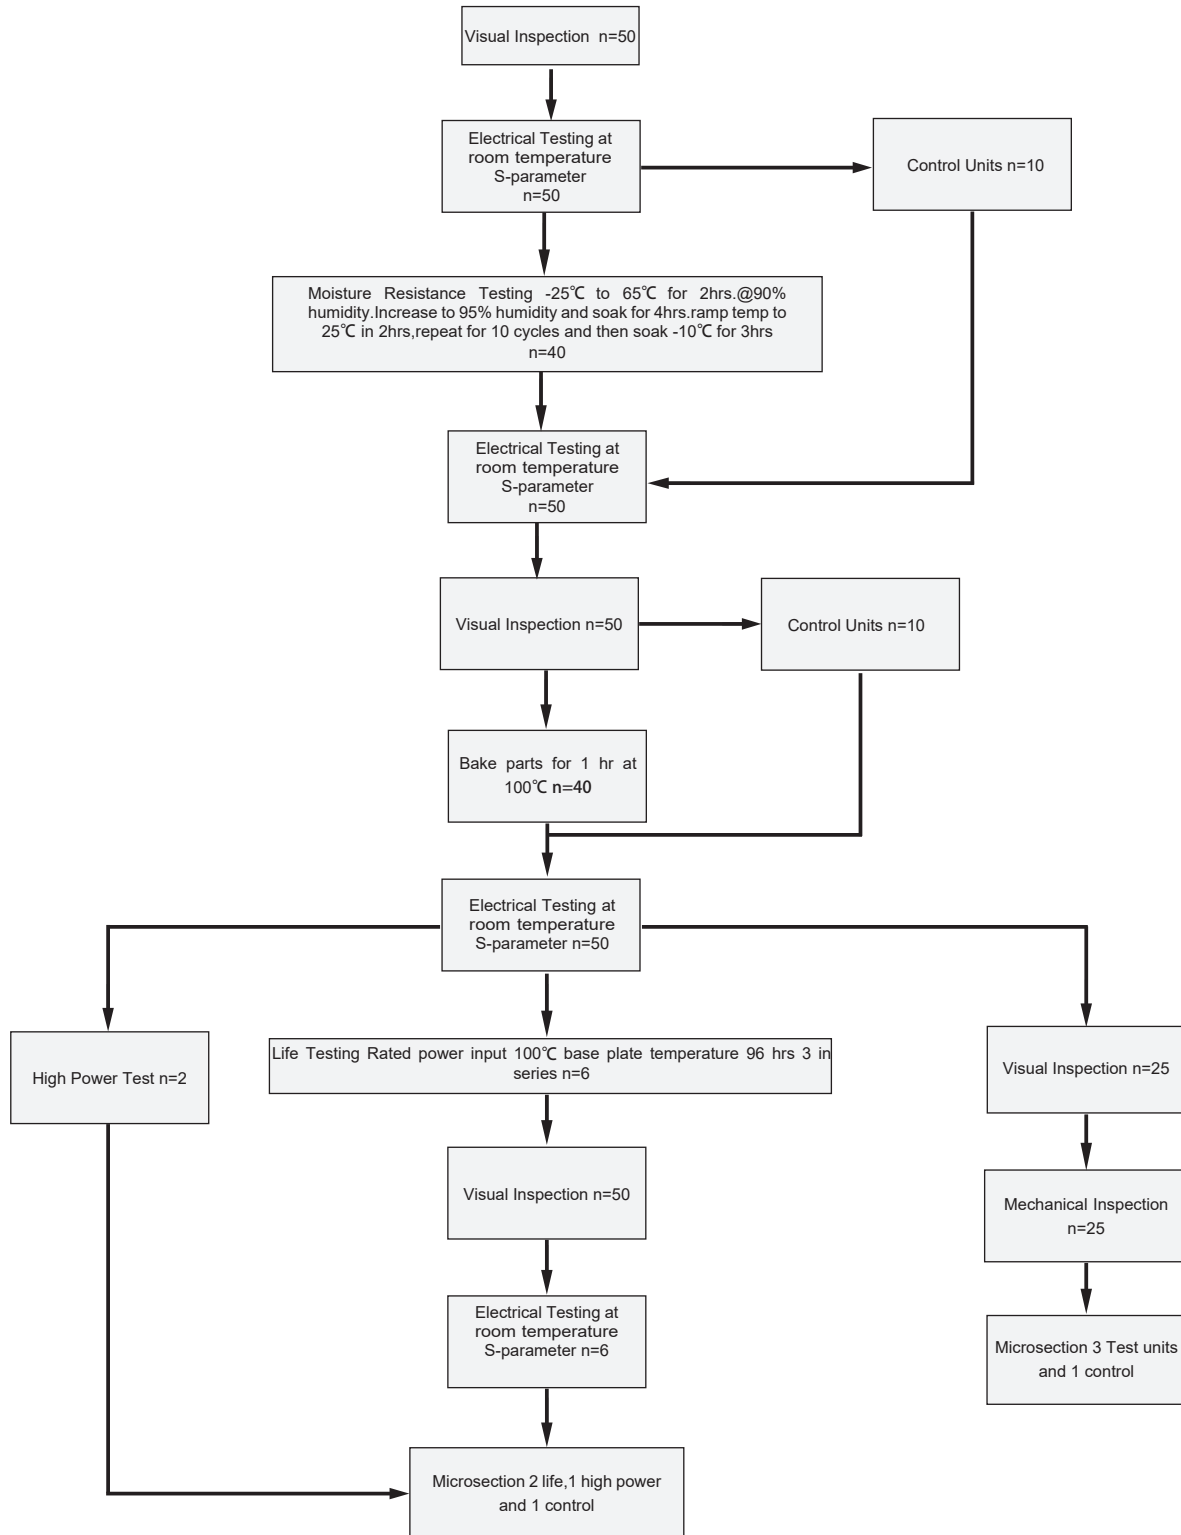 Visual Inspection n=50
Electrical Testing at
room temperature
S-parameter
n=50
Control Units n=10
Moisture Resistance Testing -25℃ to 65℃ for 2hrs.@90%
humidity.Increase to 95% humidity and soak for 4hrs.ramp temp to
25℃ in 2hrs,repeat for 10 cycles and then soak -10℃ for 3hrs
n=40
Electrical Testing at
room temperature
S-parameter
n=50
Visual Inspection n=50
Control Units n=10
Bake parts for 1 hr at
100℃ n=40
Electrical Testing at
room temperature
S-parameter n=50
High Power Test n=2
Life Testing Rated power input 100℃ base plate temperature 96 hrs 3 in
series n=6
Visual Inspection n=25
Visual Inspection n=50
Mechanical Inspection
n=25
Electrical Testing at
room temperature
S-parameter n=6
Microsection 3 Test units
and 1 control
Microsection 2 life,1 high power
and 1 control